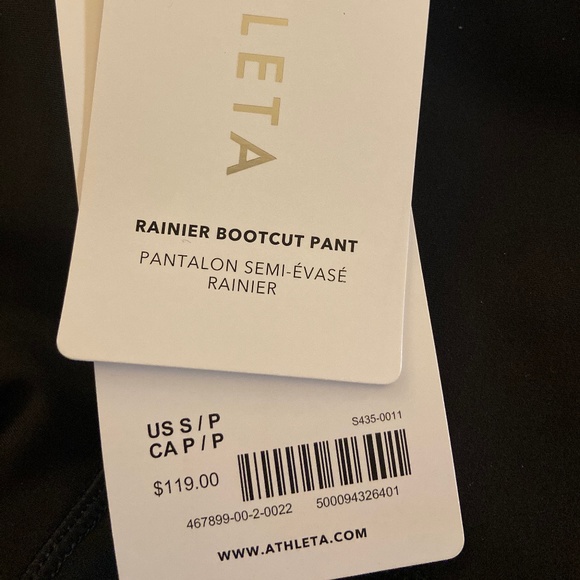 LETA
RAINIER BOOTCUT PANT
PANTALON SEMI-ÉVASÉ
RAINIER
US S / P
CA P / P
S435-0011
$119.00
467899-00-2-0022 500094326401
WWW.ATHLETA.COM